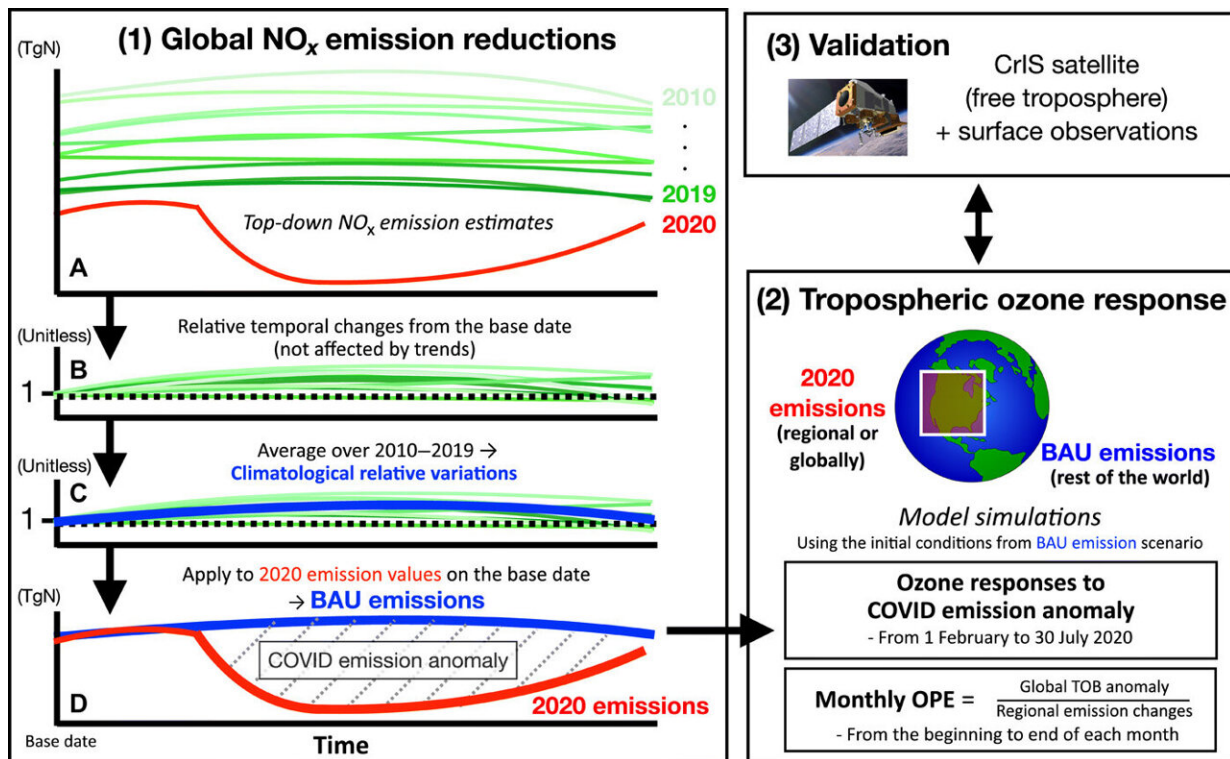 (1) Global NOx emission reductions
(TgN)
2010
.
.
.
.
2019
2020
Top-down NOx emission estimates
A
Relative temporal changes from the base date
(not affected by trends)
(Unitless)
B
1
Average over 2010–2019 →
Climatological relative variations
(Unitless)
C
1
Apply to 2020 emission values on the base date
→ BAU emissions
(TgN)
COVID emission anomaly
D
2020 emissions
Base date
Time
(3) Validation
CrIS satellite
(free troposphere)
+ surface observations
(2) Tropospheric ozone response
2020
emissions
(regional or
globally)
BAU emissions
(rest of the world)
Model simulations
Using the initial conditions from BAU emission scenario
Ozone responses to
COVID emission anomaly
- From 1 February to 30 July 2020
Monthly OPE =
Global TOB anomaly
Regional emission changes
- From the beginning to end of each month